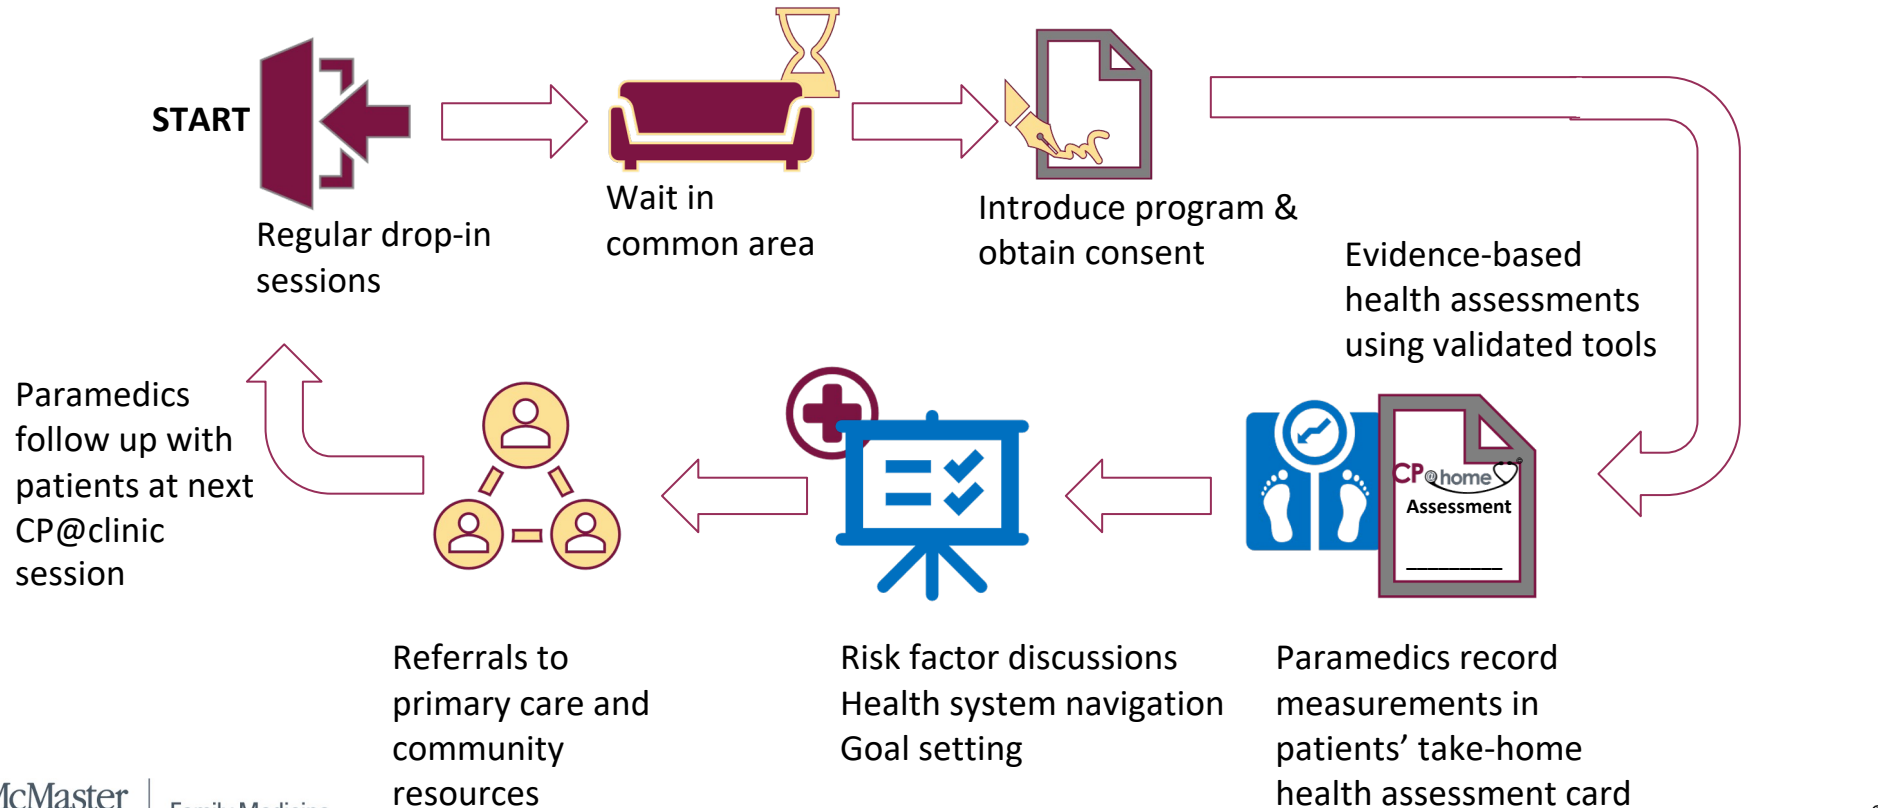 START
Regular drop-in
sessions
Wait in
common area
Introduce program &
obtain consent
Evidence-based
health assessments
using validated tools
CP@home
Assessment
Paramedics record
measurements in
patients’ take-home
health assessment card
Risk factor discussions
Health system navigation
Goal setting
Referrals to
primary care and
community
resources
Paramedics
follow up with
patients at next
CP@clinic
session
McMaster
Family Medicine